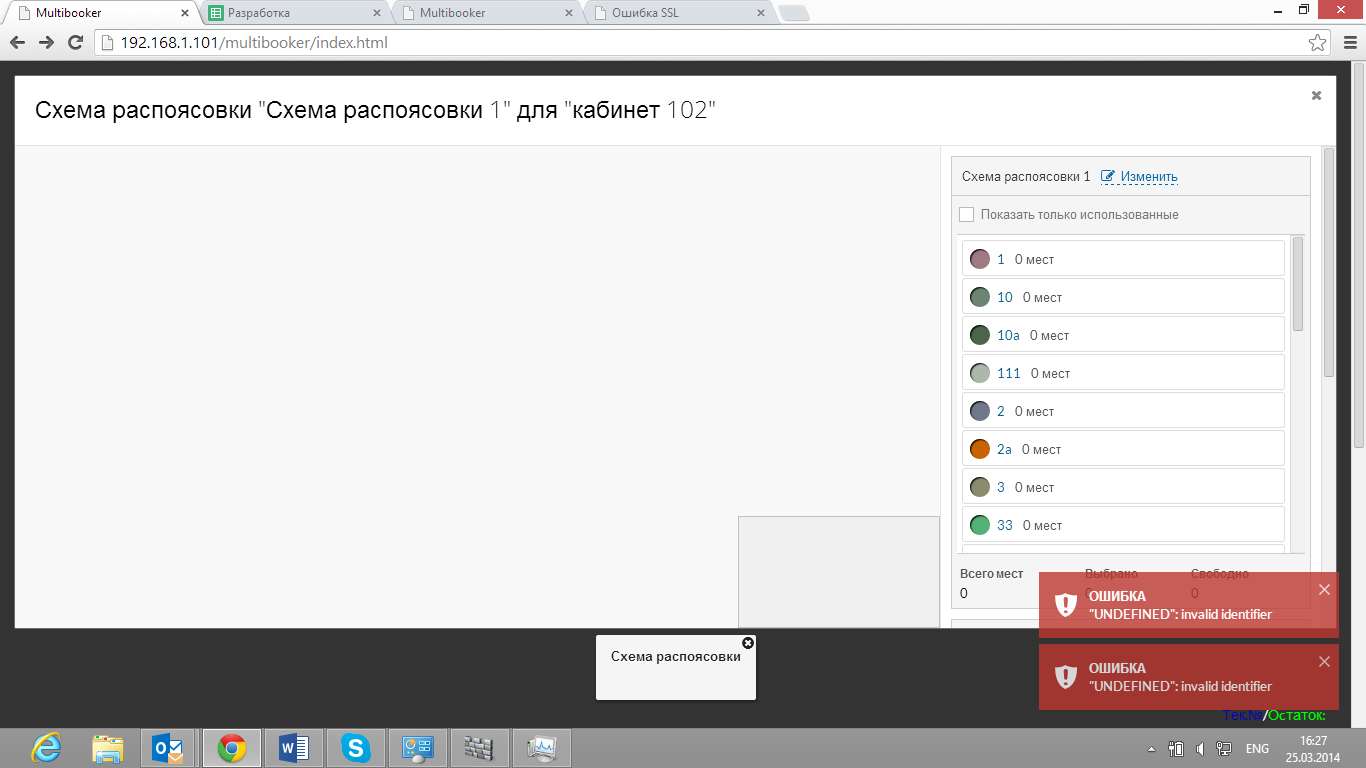 Multibooker
Разработка
Multibooker
Ошибка SSL
192.168.1.101/multibooker/index.html
Схема распоясовки "Схема распоясовки 1" для "кабинет 102"
Схема распоясовки 1 Изменить
Показать только использованные
1 0 мест
10 0 мест
10а 0 мест
111 0 мест
2 0 мест
2а 0 мест
3 0 мест
33 0 мест
Всего мест Выбрано Свободно
0 0 0
ОШИБКА
"UNDEFINED": invalid identifier
Схема распоясовки
ОШИБКА
"UNDEFINED": invalid identifier
Тек.№/Остаток:
ENG
16:27
25.03.2014